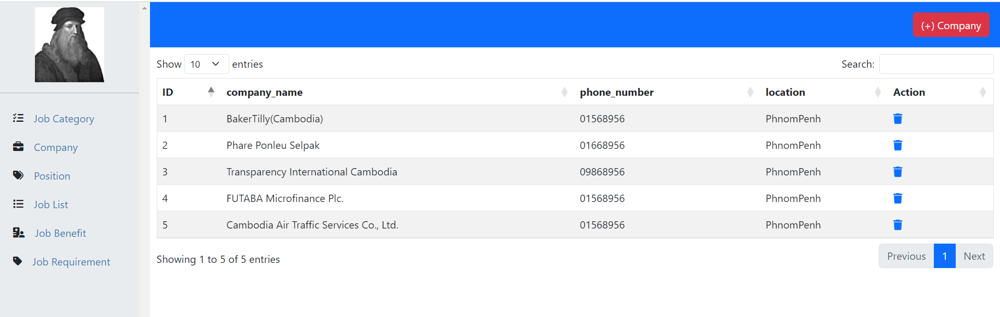 (+) Company
Show 10 entries
Search:
Job Category
Company
Position
Job List
Job Benefit
Job Requirement
ID company_name phone_number location Action
1 BakerTilly(Cambodia) 01568956 PhnomPenh
2 Phare Ponleu Selpak 01668956 PhnomPenh
3 Transparency International Cambodia 09868956 PhnomPenh
4 FUTABA Microfinance Plc. 01568956 PhnomPenh
5 Cambodia Air Traffic Services Co., Ltd. 01568956 PhnomPenh
Showing 1 to 5 of 5 entries
Previous 1 Next